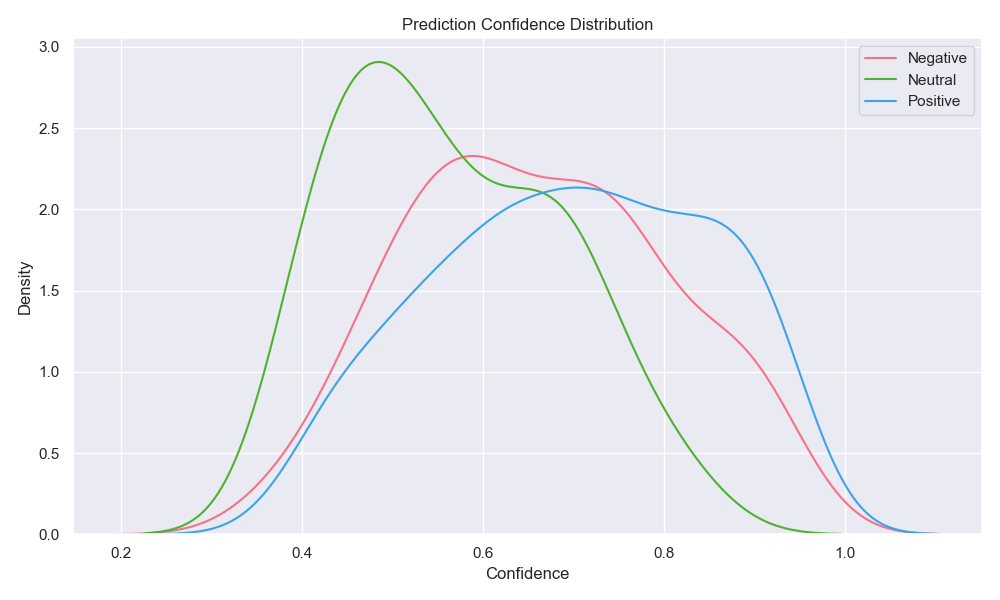 Prediction Confidence Distribution
Negative
Neutral
Positive
3.0
2.5
2.0
1.5
1.0
0.5
0.0
Density
0.2 0.4 0.6 0.8 1.0
Confidence